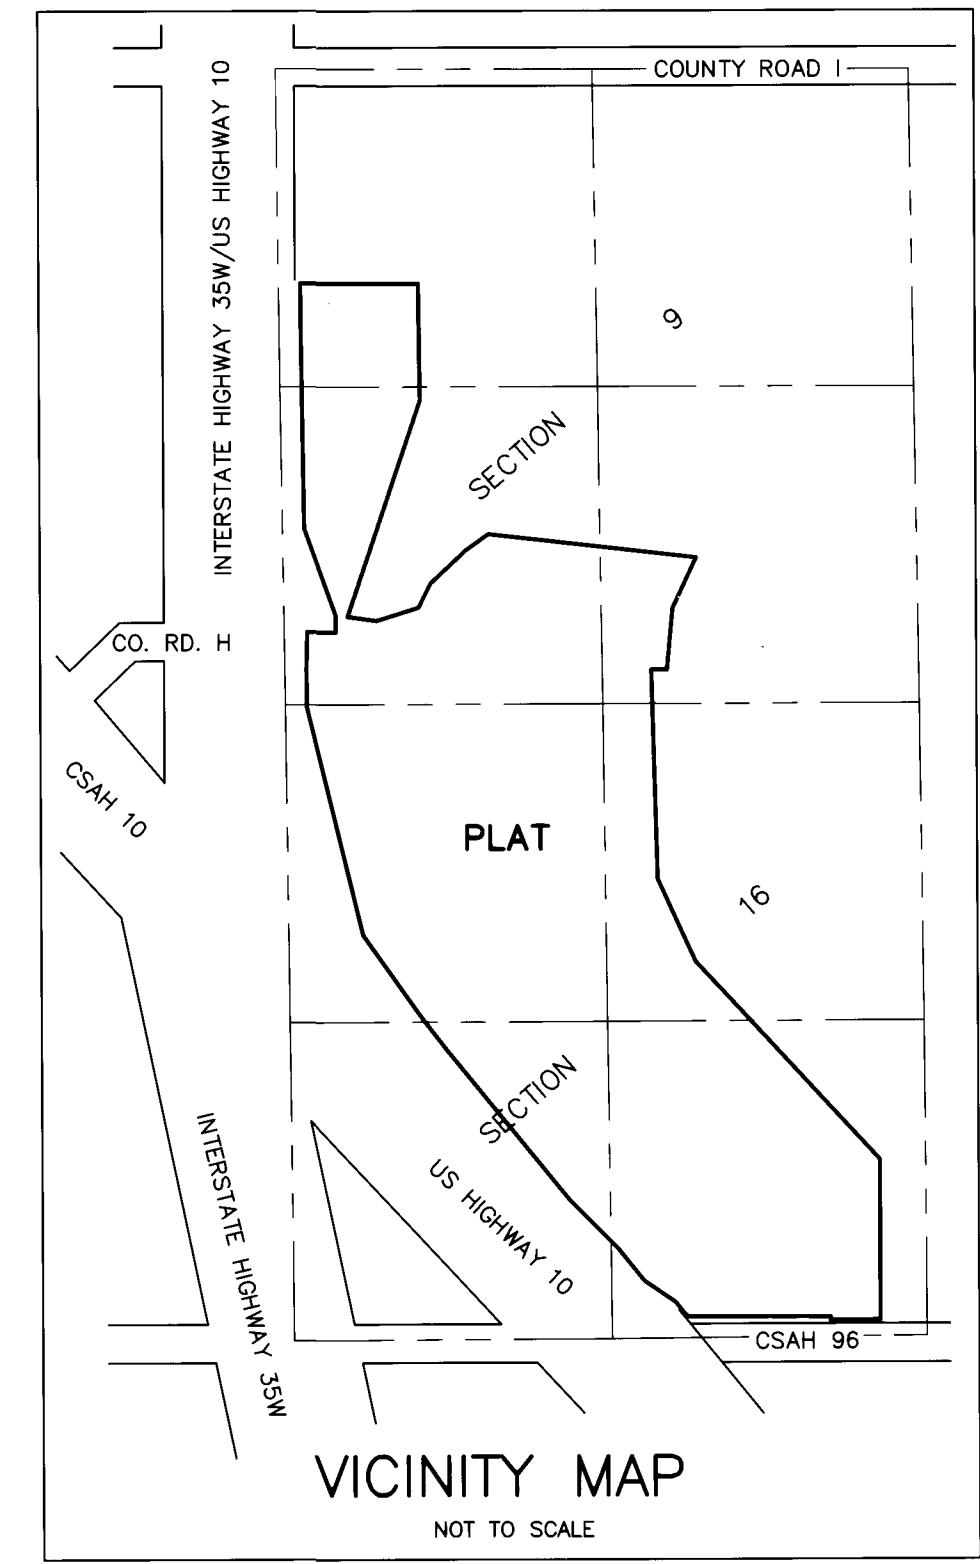 COUNTY ROAD I
INTERSTATE HIGHWAY 35W/US HIGHWAY 10
9
SECTION
CO. RD. H
CSAH 10
PLAT
16
SECTION
US HIGHWAY 10
INTERSTATE HIGHWAY 35W
CSAH 96
VICINITY MAP
NOT TO SCALE